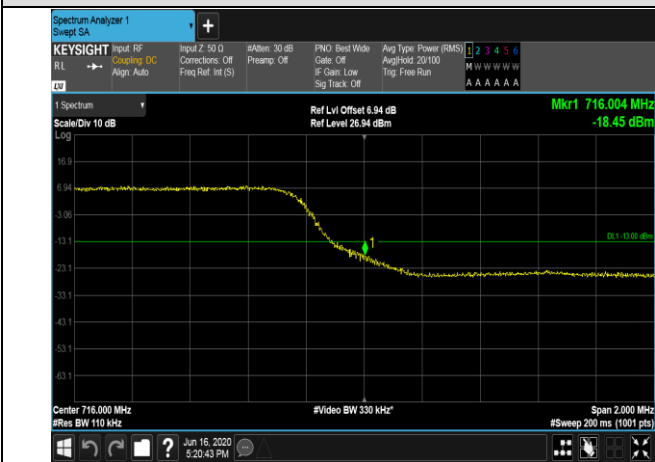 Spectrum Analyzer 1
Swept SA
+
KEYSIGHT
RL
Input: RF
Coupling: DC
Align: Auto
Input Z: 50 Ω
Corrections: Off
Freq Ref: Int (S)
#Atten: 30 dB
Preamp: Off
PNO: Best Wide
Gate: Off
IF Gain: Low
Sig Track: Off
Avg Type: Power (RMS)
Avg|Hold: 20/100
Trig: Free Run
1 2 3 4 5 6
M W W W W W
A A A A A A
1 Spectrum
Scale/Div 10 dB
Ref Lvl Offset 6.94 dB
Ref Level 26.94 dBm
Mkr1 716.004 MHz
-18.45 dBm
Log
16.9
6.94
-3.06
-13.1
-23.1
-33.1
-43.1
-53.1
-63.1
1
DL1 -13.00 dBm
Center 716.000 MHz
#Res BW 110 kHz
#Video BW 330 kHz*
Span 2.000 MHz
#Sweep 200 ms (1001 pts)
?
Jun 16, 2020
5:20:43 PM